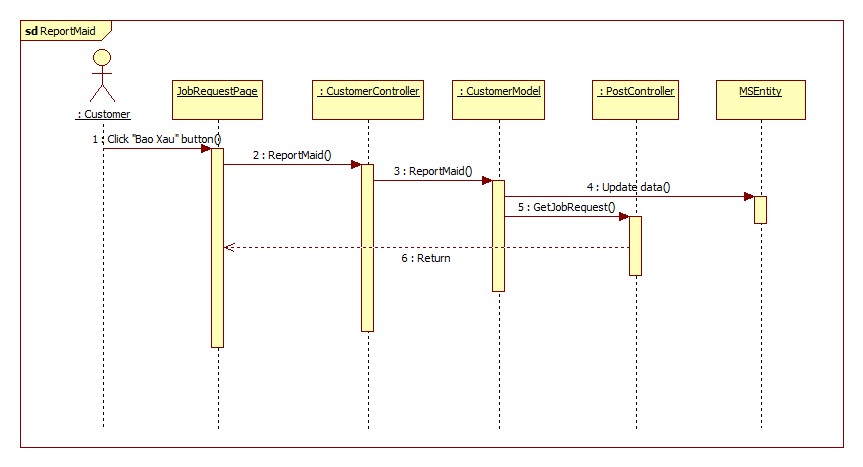 sd ReportMaid
: Customer
JobRequestPage
: CustomerController
: CustomerModel
: PostController
MSEntity
1 : Click "Bao Xau" button()
2 : ReportMaid()
3 : ReportMaid()
4 : Update data()
5 : GetJobRequest()
6 : Return